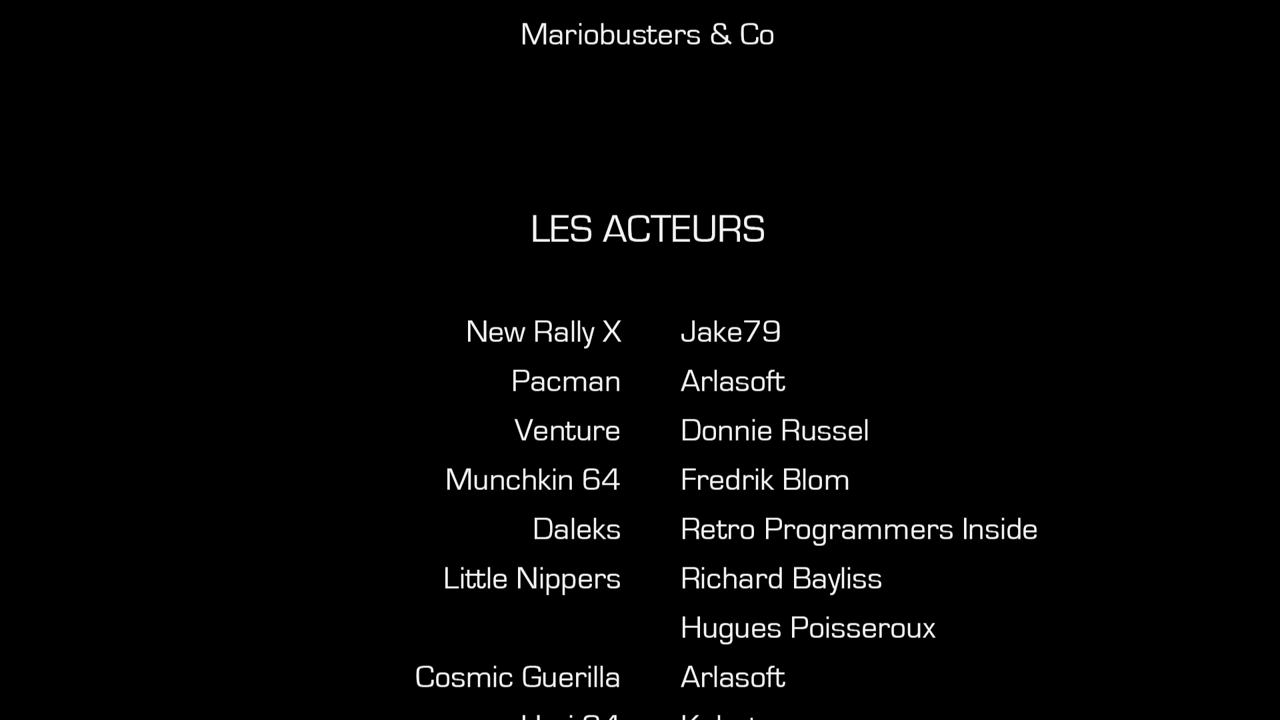 Mariobusters & Co
LES ACTEURS
New Rally X Jake79
Pacman Arlasoft
Venture Donnie Russel
Munchkin 64 Fredrik Blom
Daleks Retro Programmers Inside
Little Nippers Richard Bayliss
Hugues Poisseroux
Cosmic Guerilla Arlasoft